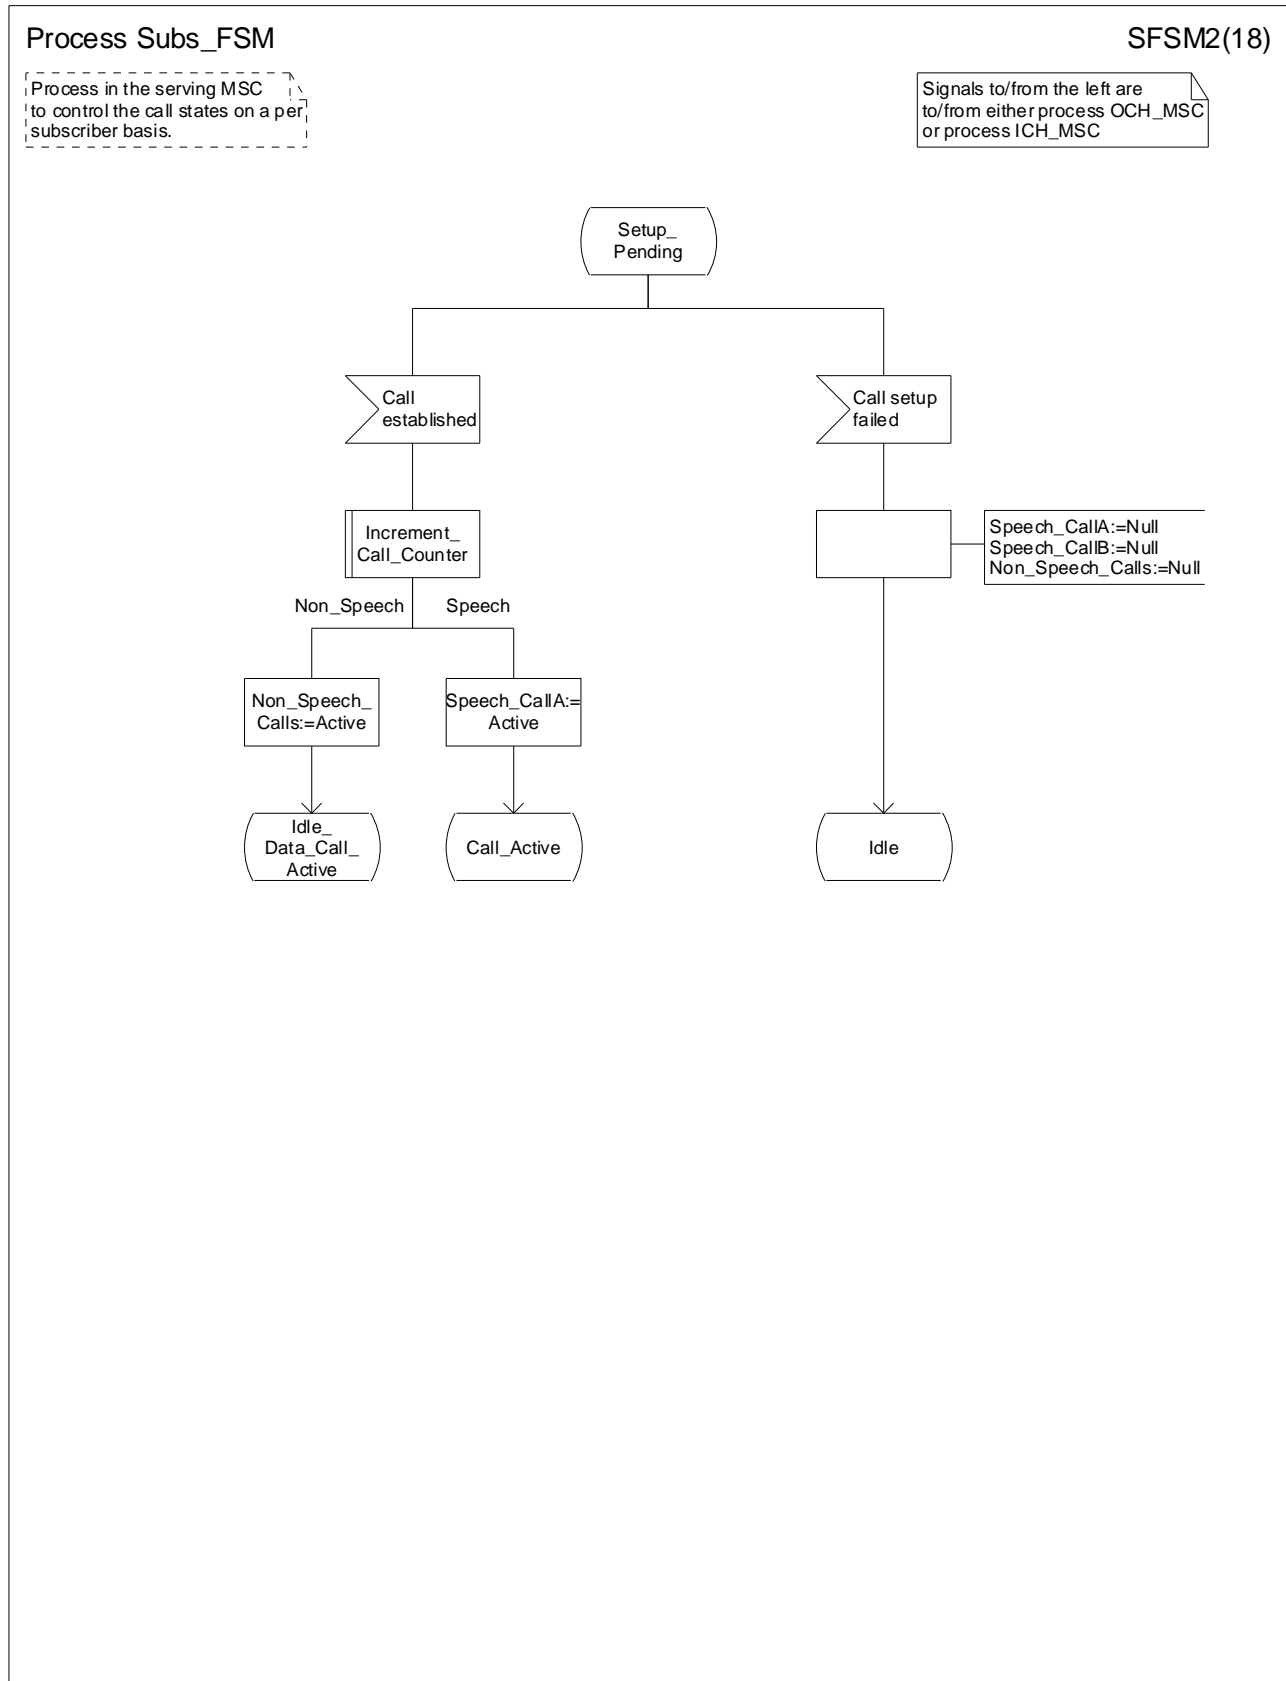 Process Subs_FSM
SFSM2(18)
Process in the serving MSC
to control the call states on a per
subscriber basis.
Signals to/from the left are
to/from either process OCH_MSC
or process ICH_MSC
Setup_
Pending
Call
established
Call setup
failed
Increment_
Call_Counter
Speech_CallA:=Null
Speech_CallB:=Null
Non_Speech_Calls:=Null
Non_Speech
Speech
Non_Speech_
Calls:=Active
Speech_CallA:=
Active
Idle_
Data_Call_
Active
Call_Active
Idle